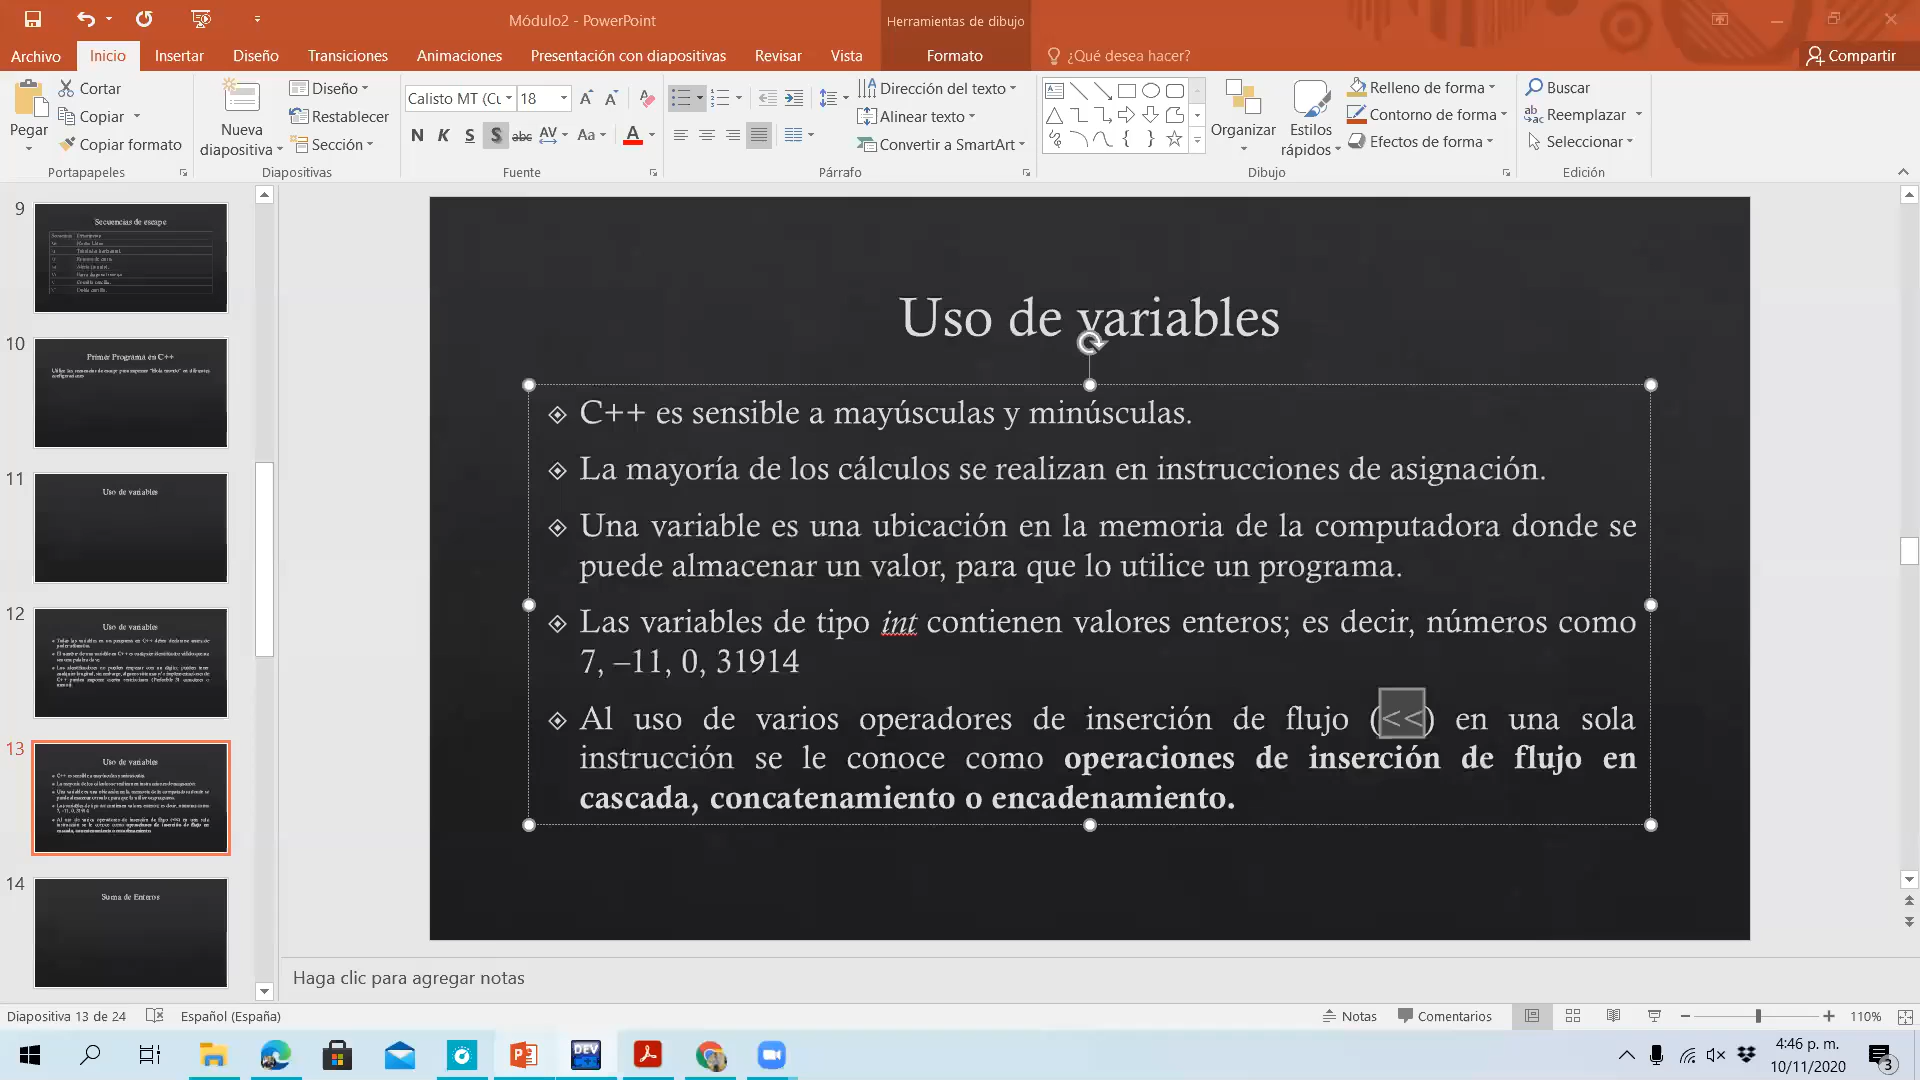 Módulo2 - PowerPoint
Herramientas de dibujo
Archivo Inicio Insertar Diseño Transiciones Animaciones Presentación con diapositivas Revisar Vista Formato ¿Qué desea hacer? Compartir
Pegar
Cortar
Copiar
Copiar formato
Portapapeles
Nueva
diapositiva
Diseño
Restablecer
Sección
Diapositivas
Calisto MT (Cu 18
N K S S abc AV Aa A
Fuente
Dirección del texto
Alinear texto
Convertir a SmartArt
Párrafo
Organizar
Estilos
rápidos
Relleno de forma
Contorno de forma
Efectos de forma
Dibujo
Buscar
Reemplazar
Seleccionar
Edición
9
Secuencias de escape
10
Primer Programa en C++
11
Uso de variables
12
Uso de variables
13
Uso de variables
14
Suma de Enteros
Uso de variables
C++ es sensible a mayúsculas y minúsculas.
La mayoría de los cálculos se realizan en instrucciones de asignación.
Una variable es una ubicación en la memoria de la computadora donde se
puede almacenar un valor, para que lo utilice un programa.
Las variables de tipo int contienen valores enteros; es decir, números como
7, –11, 0, 31914
Al uso de varios operadores de inserción de flujo (<<) en una sola
instrucción se le conoce como operaciones de inserción de flujo en
cascada, concatenamiento o encadenamiento.
Haga clic para agregar notas
Diapositiva 13 de 24 Español (España) Notas Comentarios 110%
DEV C++
4:46 p. m.
10/11/2020
3